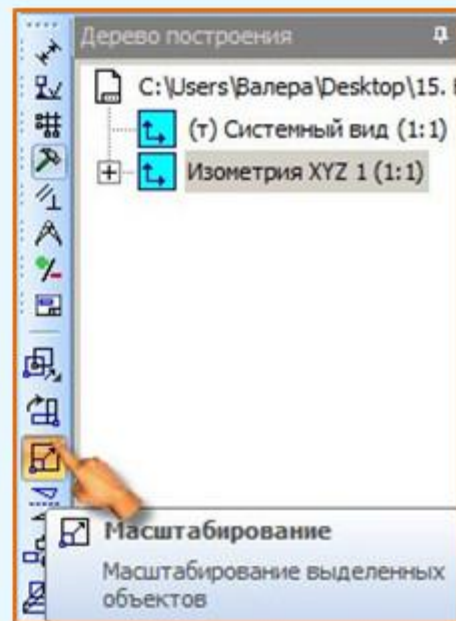 Дерево построения
C:\Users\Валера\Desktop\15.
(т) Системный вид (1:1)
Изометрия XYZ 1 (1:1)
Масштабирование
Масштабирование выделенных
объектов